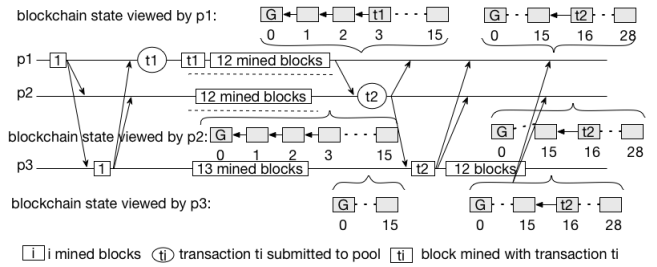 blockchain state viewed by p1: G t1 G t2
0 1 2 3 15 0 15 16 28
p1 1 t1 t1 12 mined blocks
p2 12 mined blocks t2
blockchain state viewed by p2: G G t2
0 1 2 3 15 0 15 16 28
p3 1 13 mined blocks t2 12 blocks
blockchain state viewed by p3: G G t2
0 15 0 15 16 28
i i mined blocks ti transaction ti submitted to pool ti block mined with transaction ti